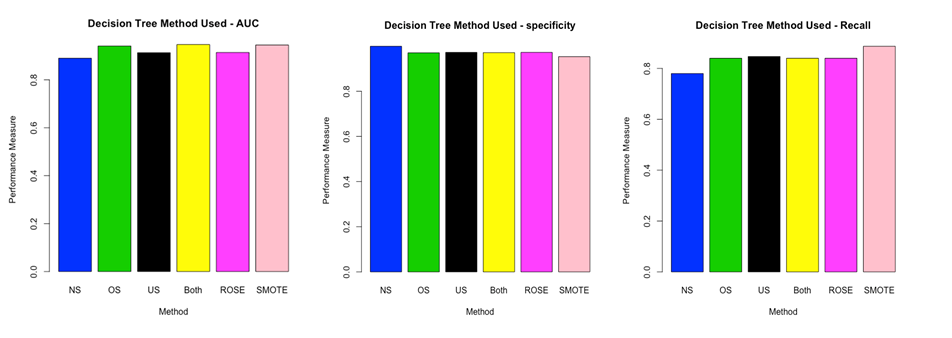 Decision Tree Method Used - AUC
Performance Measure
0.8
0.6
0.4
0.2
0.0
NS OS US Both ROSE SMOTE
Method
Decision Tree Method Used - specificity
Performance Measure
0.8
0.6
0.4
0.2
0.0
NS OS US Both ROSE SMOTE
Method
Decision Tree Method Used - Recall
Performance Measure
0.8
0.6
0.4
0.2
0.0
NS OS US Both ROSE SMOTE
Method